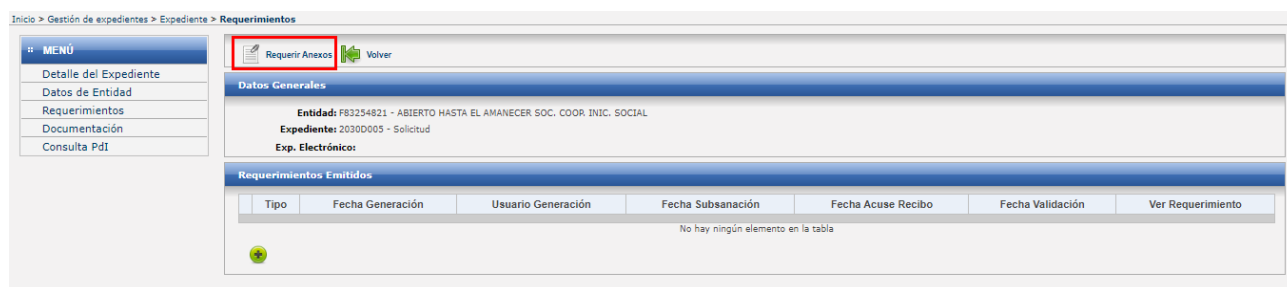 Inicio > Gestión de expedientes > Expediente > Requerimientos
MENÚ
Detalle del Expediente
Datos de Entidad
Requerimientos
Documentación
Consulta PdI
Requerir Anexos Volver
Datos Generales
Entidad: F83254821 - ABIERTO HASTA EL AMANECER SOC. COOP. INIC. SOCIAL
Expediente: 2030D005 - Solicitud
Exp. Electrónico:
Requerimientos Emitidos
Tipo Fecha Generación Usuario Generación Fecha Subsanación Fecha Acuse Recibo Fecha Validación Ver Requerimiento
No hay ningún elemento en la tabla